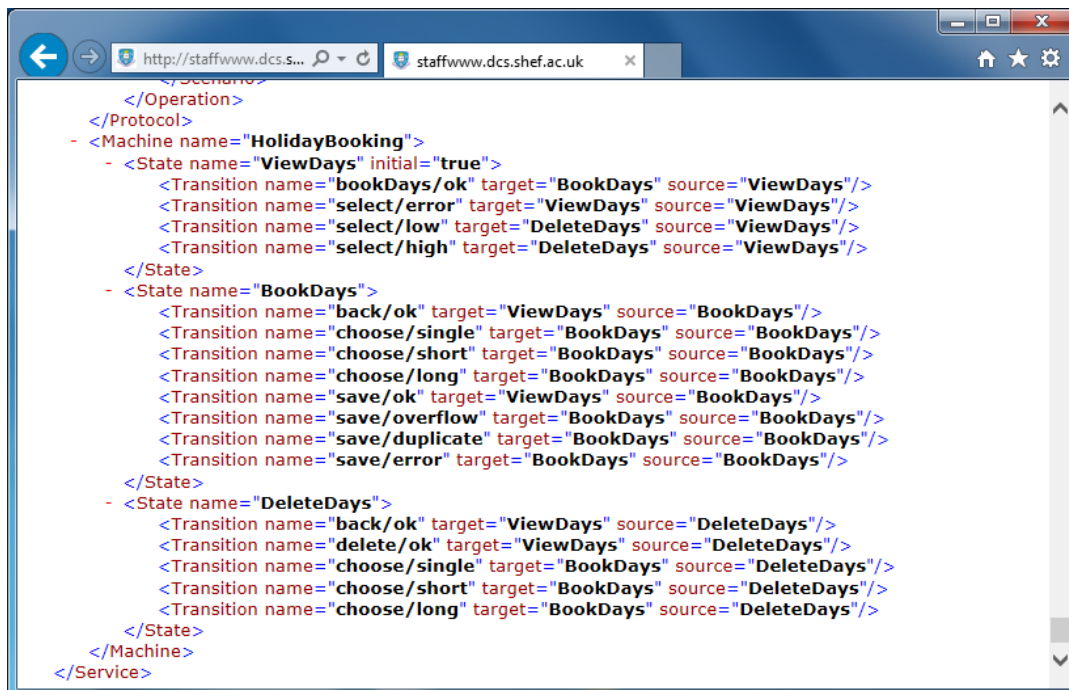 http://staffwww.dcs.s...
staffwww.dcs.shef.ac.uk
</Scenario>
</Operation>
</Protocol>
- <Machine name="HolidayBooking">
- <State name="ViewDays" initial="true">
<Transition name="bookDays/ok" target="BookDays" source="ViewDays"/>
<Transition name="select/error" target="ViewDays" source="ViewDays"/>
<Transition name="select/low" target="DeleteDays" source="ViewDays"/>
<Transition name="select/high" target="DeleteDays" source="ViewDays"/>
</State>
- <State name="BookDays">
<Transition name="back/ok" target="ViewDays" source="BookDays"/>
<Transition name="choose/single" target="BookDays" source="BookDays"/>
<Transition name="choose/short" target="BookDays" source="BookDays"/>
<Transition name="choose/long" target="BookDays" source="BookDays"/>
<Transition name="save/ok" target="ViewDays" source="BookDays"/>
<Transition name="save/overflow" target="BookDays" source="BookDays"/>
<Transition name="save/duplicate" target="BookDays" source="BookDays"/>
<Transition name="save/error" target="BookDays" source="BookDays"/>
</State>
- <State name="DeleteDays">
<Transition name="back/ok" target="ViewDays" source="DeleteDays"/>
<Transition name="delete/ok" target="ViewDays" source="DeleteDays"/>
<Transition name="choose/single" target="BookDays" source="DeleteDays"/>
<Transition name="choose/short" target="BookDays" source="DeleteDays"/>
<Transition name="choose/long" target="BookDays" source="DeleteDays"/>
</State>
</Machine>
</Service>